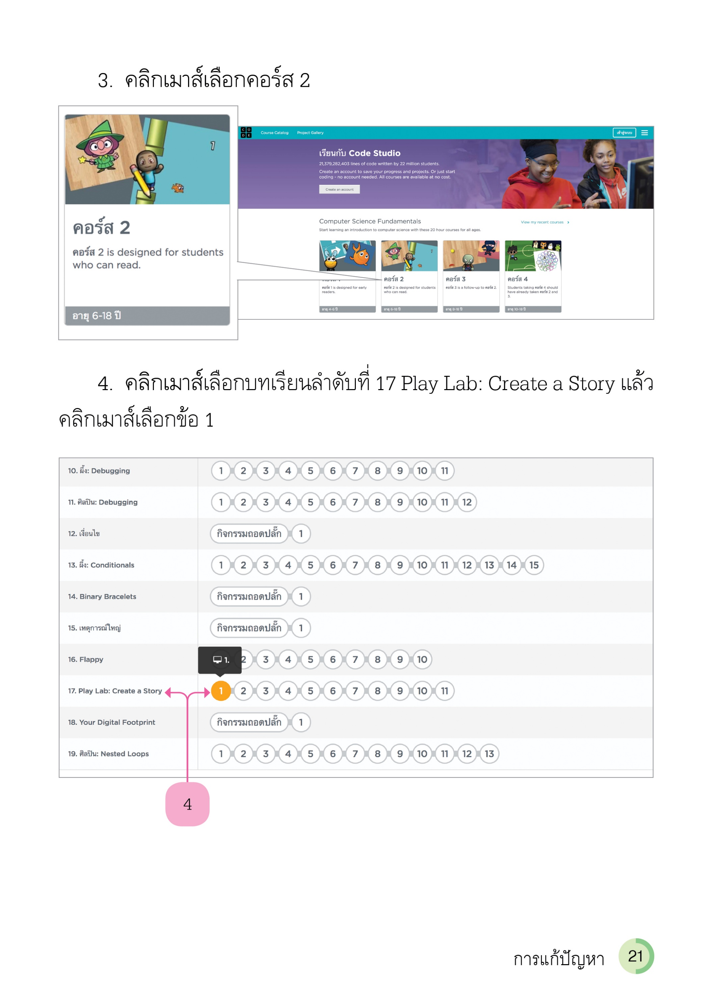 3. คลิกเมาส์เลือกคอร์ส 2
1
คอร์ส 2
คอร์ส 2 is designed for students
who can read.
อายุ 6-18 ปี
CODE
Course Catalog Project Gallery เข้าสู่ระบบ
เรียนกับ Code Studio
21,379,282,403 lines of code written by 22 million students.
Create an account to save your progress and projects. Or just start
coding - no account needed. All courses are available at no cost.
Create an account
Computer Science Fundamentals
View my recent courses >
Start learning an introduction to computer science with these 20 hour courses for all ages.
คอร์ส 1 is designed for early
readers.
อายุ 4-6 ปี
คอร์ส 2
คอร์ส 2 is designed for students
who can read.
อายุ 6-18 ปี
คอร์ส 3
คอร์ส 3 is a follow-up to คอร์ส 2.
อายุ 8-18 ปี
คอร์ส 4
Students taking คอร์ส 4 should
have already taken คอร์ส 2 and
3.
อายุ 10-18 ปี
4. คลิกเมาส์เลือกบทเรียนลำดับที่ 17 Play Lab: Create a Story แล้ว
คลิกเมาส์เลือกข้อ 1
10. ผึ้ง: Debugging 1 2 3 4 5 6 7 8 9 10 11
11. ศิลปิน: Debugging 1 2 3 4 5 6 7 8 9 10 11 12
12. เงื่อนไข กิจกรรมถอดปลั๊ก 1
13. ผึ้ง: Conditionals 1 2 3 4 5 6 7 8 9 10 11 12 13 14 15
14. Binary Bracelets กิจกรรมถอดปลั๊ก 1
15. เหตุการณ์ใหญ่ กิจกรรมถอดปลั๊ก 1
16. Flappy 1. 2 3 4 5 6 7 8 9 10
17. Play Lab: Create a Story 1 2 3 4 5 6 7 8 9 10 11
18. Your Digital Footprint กิจกรรมถอดปลั๊ก 1
19. ศิลปิน: Nested Loops 1 2 3 4 5 6 7 8 9 10 11 12 13
4
การแก้ปัญหา 21